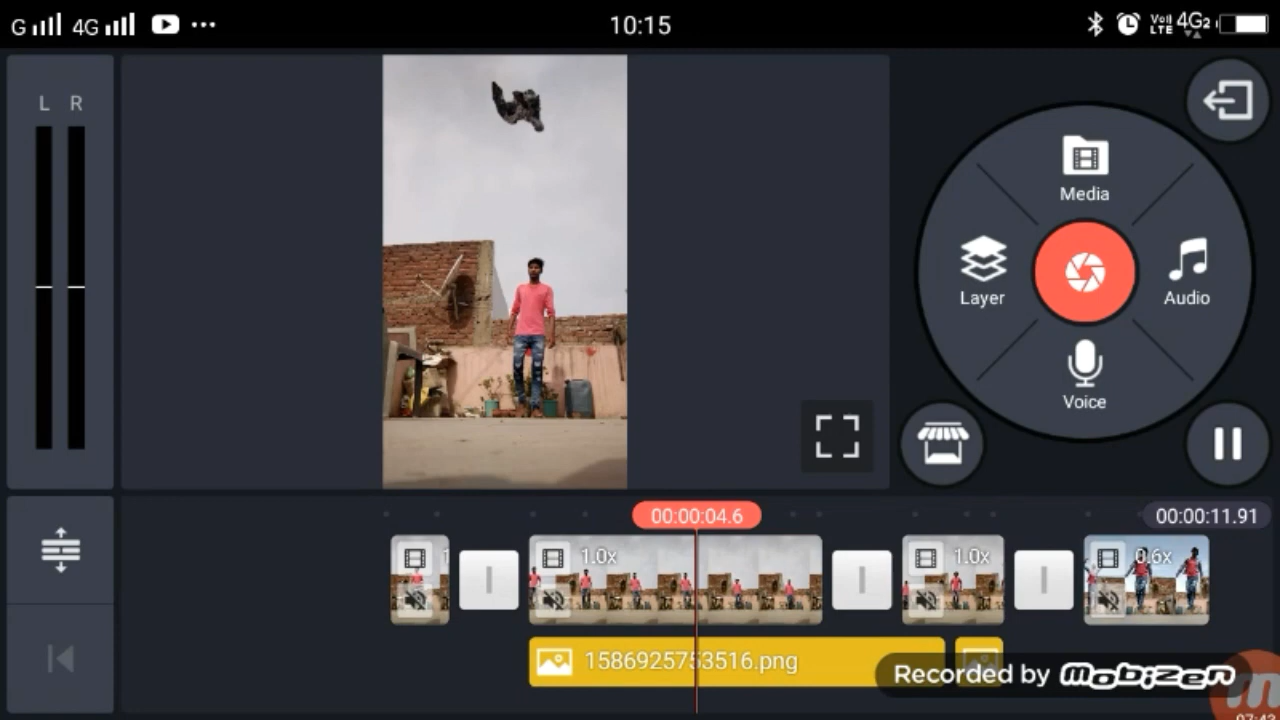 G 4G 10:15 VoII LTE 4G2
L R
Media
Layer
Audio
Voice
00:00:04.6
00:00:11.91
1.0x
1.0x
0.6x
1586925753516.png
Recorded by mobizen